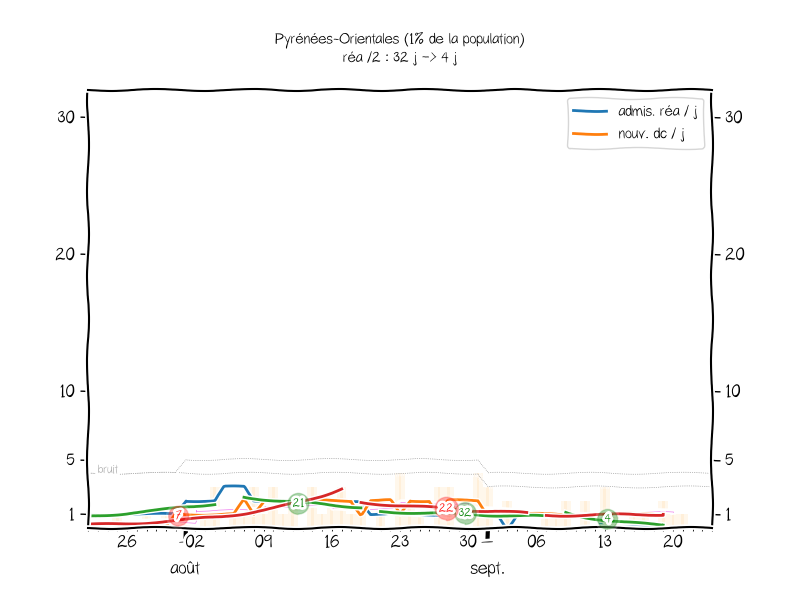 Pyrénées-Orientales (1% de la population)
réa /2 : 32 j -> 4 j
admis. réa / j
nouv. dc / j
30 30
20 20
10 10
5 5
bruit
1 1
7 21 22 32 4
26 02 09 16 23 30 06 13 20
août sept.